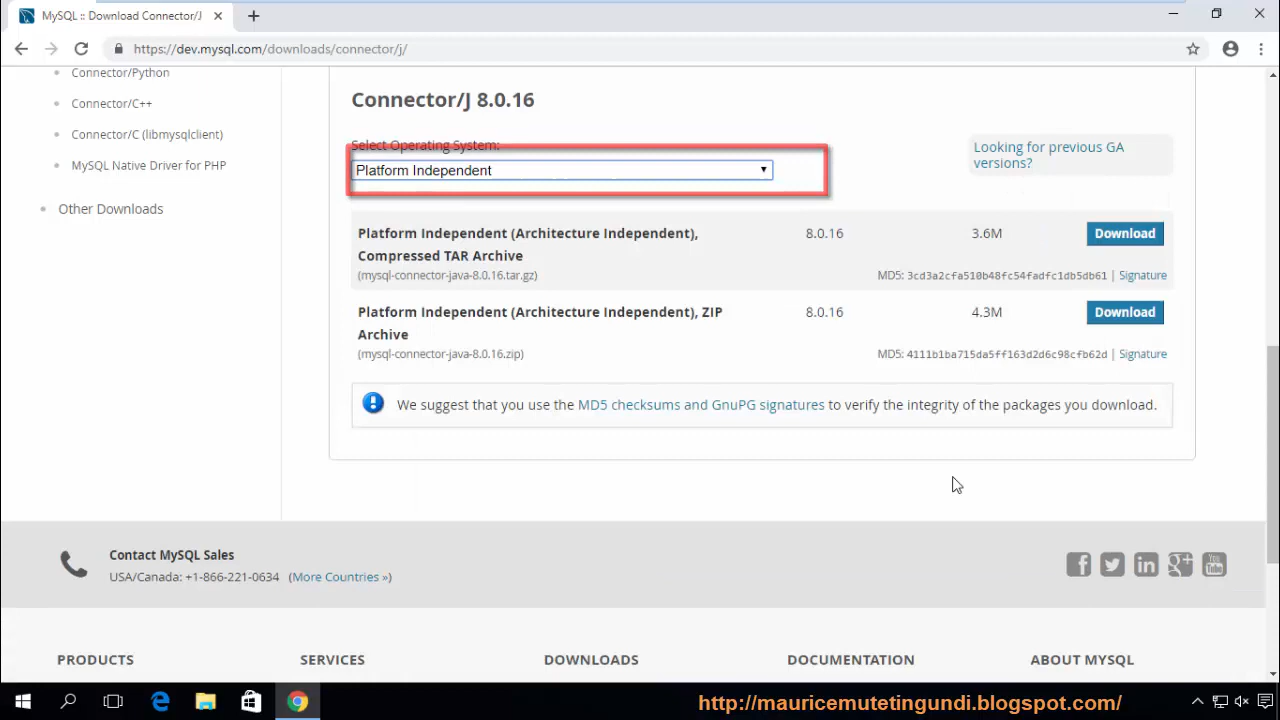 MySQL :: Download Connector/J
https://dev.mysql.com/downloads/connector/j/
Connector/Python
Connector/C++
Connector/C (libmysqlclient)
MySQL Native Driver for PHP
Other Downloads
Connector/J 8.0.16
Select Operating System:
Platform Independent
Looking for previous GA
versions?
Platform Independent (Architecture Independent),
Compressed TAR Archive
(mysql-connector-java-8.0.16.tar.gz)
8.0.16
3.6M
Download
MD5: 3cd3a2cfa510b48fc54fadfc1db5db61 | Signature
Platform Independent (Architecture Independent), ZIP
Archive
(mysql-connector-java-8.0.16.zip)
8.0.16
4.3M
Download
MD5: 4111b1ba715da5ff163d2d6c98cfb62d | Signature
We suggest that you use the MD5 checksums and GnuPG signatures to verify the integrity of the packages you download.
Contact MySQL Sales
USA/Canada: +1-866-221-0634 (More Countries »)
PRODUCTS
SERVICES
DOWNLOADS
DOCUMENTATION
ABOUT MYSQL
http://mauricemutetingundi.blogspot.com/